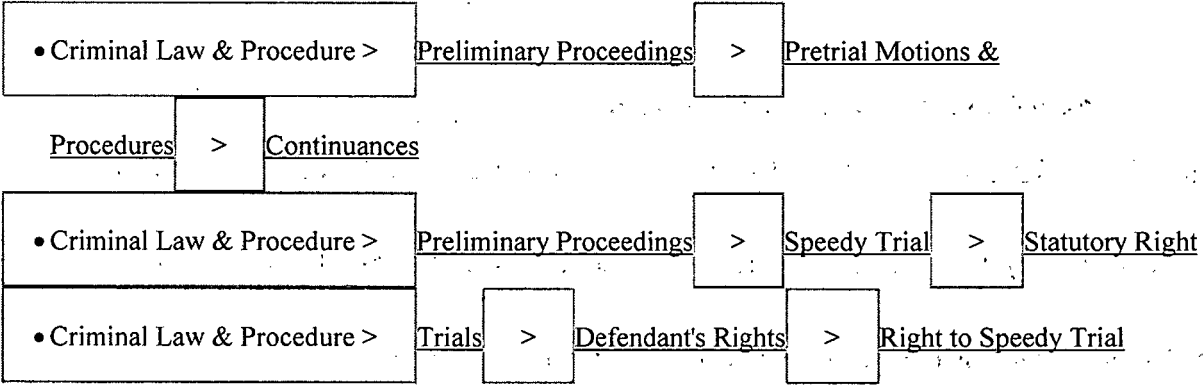 • Criminal Law & Procedure > Preliminary Proceedings > Pretrial Motions &
Procedures > Continuances
• Criminal Law & Procedure > Preliminary Proceedings > Speedy Trial > Statutory Right
• Criminal Law & Procedure > Trials > Defendant's Rights > Right to Speedy Trial